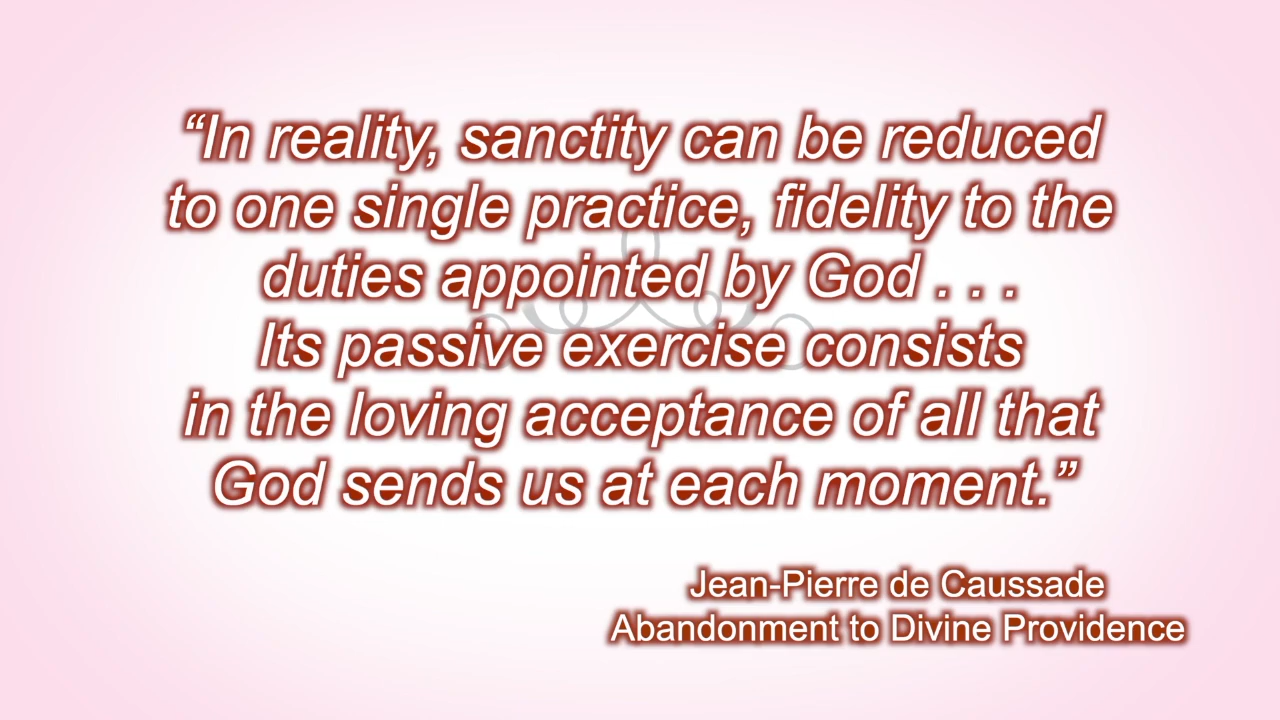 “In reality, sanctity can be reduced
to one single practice, fidelity to the
duties appointed by God . . .
Its passive exercise consists
in the loving acceptance of all that
God sends us at each moment.”
Jean-Pierre de Caussade
Abandonment to Divine Providence